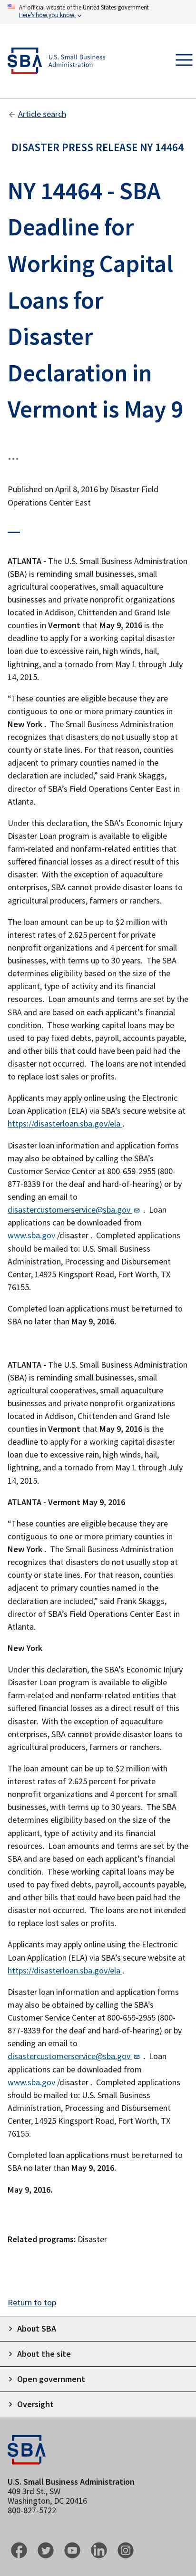 An official website of the United States government
Here's how you know
SBA U.S. Small Business
Administration
Article search
DISASTER PRESS RELEASE NY 14464
NY 14464 - SBA
Deadline for
Working Capital
Loans for
Disaster
Declaration in
Vermont is May 9
...
Published on April 8, 2016 by Disaster Field
Operations Center East
ATLANTA - The U.S. Small Business Administration
(SBA) is reminding small businesses, small
agricultural cooperatives, small aquaculture
businesses and private nonprofit organizations
located in Addison, Chittenden and Grand Isle
counties in Vermont that May 9, 2016 is the
deadline to apply for a working capital disaster
loan due to excessive rain, high winds, hail,
lightning, and a tornado from May 1 through July
14, 2015.
“These counties are eligible because they are
contiguous to one or more primary counties in
New York . The Small Business Administration
recognizes that disasters do not usually stop at
county or state lines. For that reason, counties
adjacent to primary counties named in the
declaration are included,” said Frank Skaggs,
director of SBA’s Field Operations Center East in
Atlanta.
Under this declaration, the SBA’s Economic Injury
Disaster Loan program is available to eligible
farm-related and nonfarm-related entities that
suffered financial losses as a direct result of this
disaster. With the exception of aquaculture
enterprises, SBA cannot provide disaster loans to
agricultural producers, farmers or ranchers.
The loan amount can be up to $2 million with
interest rates of 2.625 percent for private
nonprofit organizations and 4 percent for small
businesses, with terms up to 30 years. The SBA
determines eligibility based on the size of the
applicant, type of activity and its financial
resources. Loan amounts and terms are set by the
SBA and are based on each applicant’s financial
condition. These working capital loans may be
used to pay fixed debts, payroll, accounts payable,
and other bills that could have been paid had the
disaster not occurred. The loans are not intended
to replace lost sales or profits.
Applicants may apply online using the Electronic
Loan Application (ELA) via SBA’s secure website at
https://disasterloan.sba.gov/ela .
Disaster loan information and application forms
may also be obtained by calling the SBA’s
Customer Service Center at 800-659-2955 (800-
877-8339 for the deaf and hard-of-hearing) or by
sending an email to
disastercustomerservice@sba.gov . Loan
applications can be downloaded from
www.sba.gov /disaster . Completed applications
should be mailed to: U.S. Small Business
Administration, Processing and Disbursement
Center, 14925 Kingsport Road, Fort Worth, TX
76155.
Completed loan applications must be returned to
SBA no later than May 9, 2016.
ATLANTA - The U.S. Small Business Administration
(SBA) is reminding small businesses, small
agricultural cooperatives, small aquaculture
businesses and private nonprofit organizations
located in Addison, Chittenden and Grand Isle
counties in Vermont that May 9, 2016 is the
deadline to apply for a working capital disaster
loan due to excessive rain, high winds, hail,
lightning, and a tornado from May 1 through July
14, 2015.
ATLANTA - Vermont May 9, 2016
“These counties are eligible because they are
contiguous to one or more primary counties in
New York . The Small Business Administration
recognizes that disasters do not usually stop at
county or state lines. For that reason, counties
adjacent to primary counties named in the
declaration are included,” said Frank Skaggs,
director of SBA’s Field Operations Center East in
Atlanta.
New York
Under this declaration, the SBA’s Economic Injury
Disaster Loan program is available to eligible
farm-related and nonfarm-related entities that
suffered financial losses as a direct result of this
disaster. With the exception of aquaculture
enterprises, SBA cannot provide disaster loans to
agricultural producers, farmers or ranchers.
The loan amount can be up to $2 million with
interest rates of 2.625 percent for private
nonprofit organizations and 4 percent for small
businesses, with terms up to 30 years. The SBA
determines eligibility based on the size of the
applicant, type of activity and its financial
resources. Loan amounts and terms are set by the
SBA and are based on each applicant’s financial
condition. These working capital loans may be
used to pay fixed debts, payroll, accounts payable,
and other bills that could have been paid had the
disaster not occurred. The loans are not intended
to replace lost sales or profits.
Applicants may apply online using the Electronic
Loan Application (ELA) via SBA’s secure website at
https://disasterloan.sba.gov/ela .
Disaster loan information and application forms
may also be obtained by calling the SBA’s
Customer Service Center at 800-659-2955 (800-
877-8339 for the deaf and hard-of-hearing) or by
sending an email to
disastercustomerservice@sba.gov . Loan
applications can be downloaded from
www.sba.gov /disaster . Completed applications
should be mailed to: U.S. Small Business
Administration, Processing and Disbursement
Center, 14925 Kingsport Road, Fort Worth, TX
76155.
Completed loan applications must be returned to
SBA no later than May 9, 2016.
May 9, 2016.
Related programs: Disaster
Return to top
About SBA
About the site
Open government
Oversight
SBA
U.S. Small Business Administration
409 3rd St., SW
Washington, DC 20416
800-827-5722